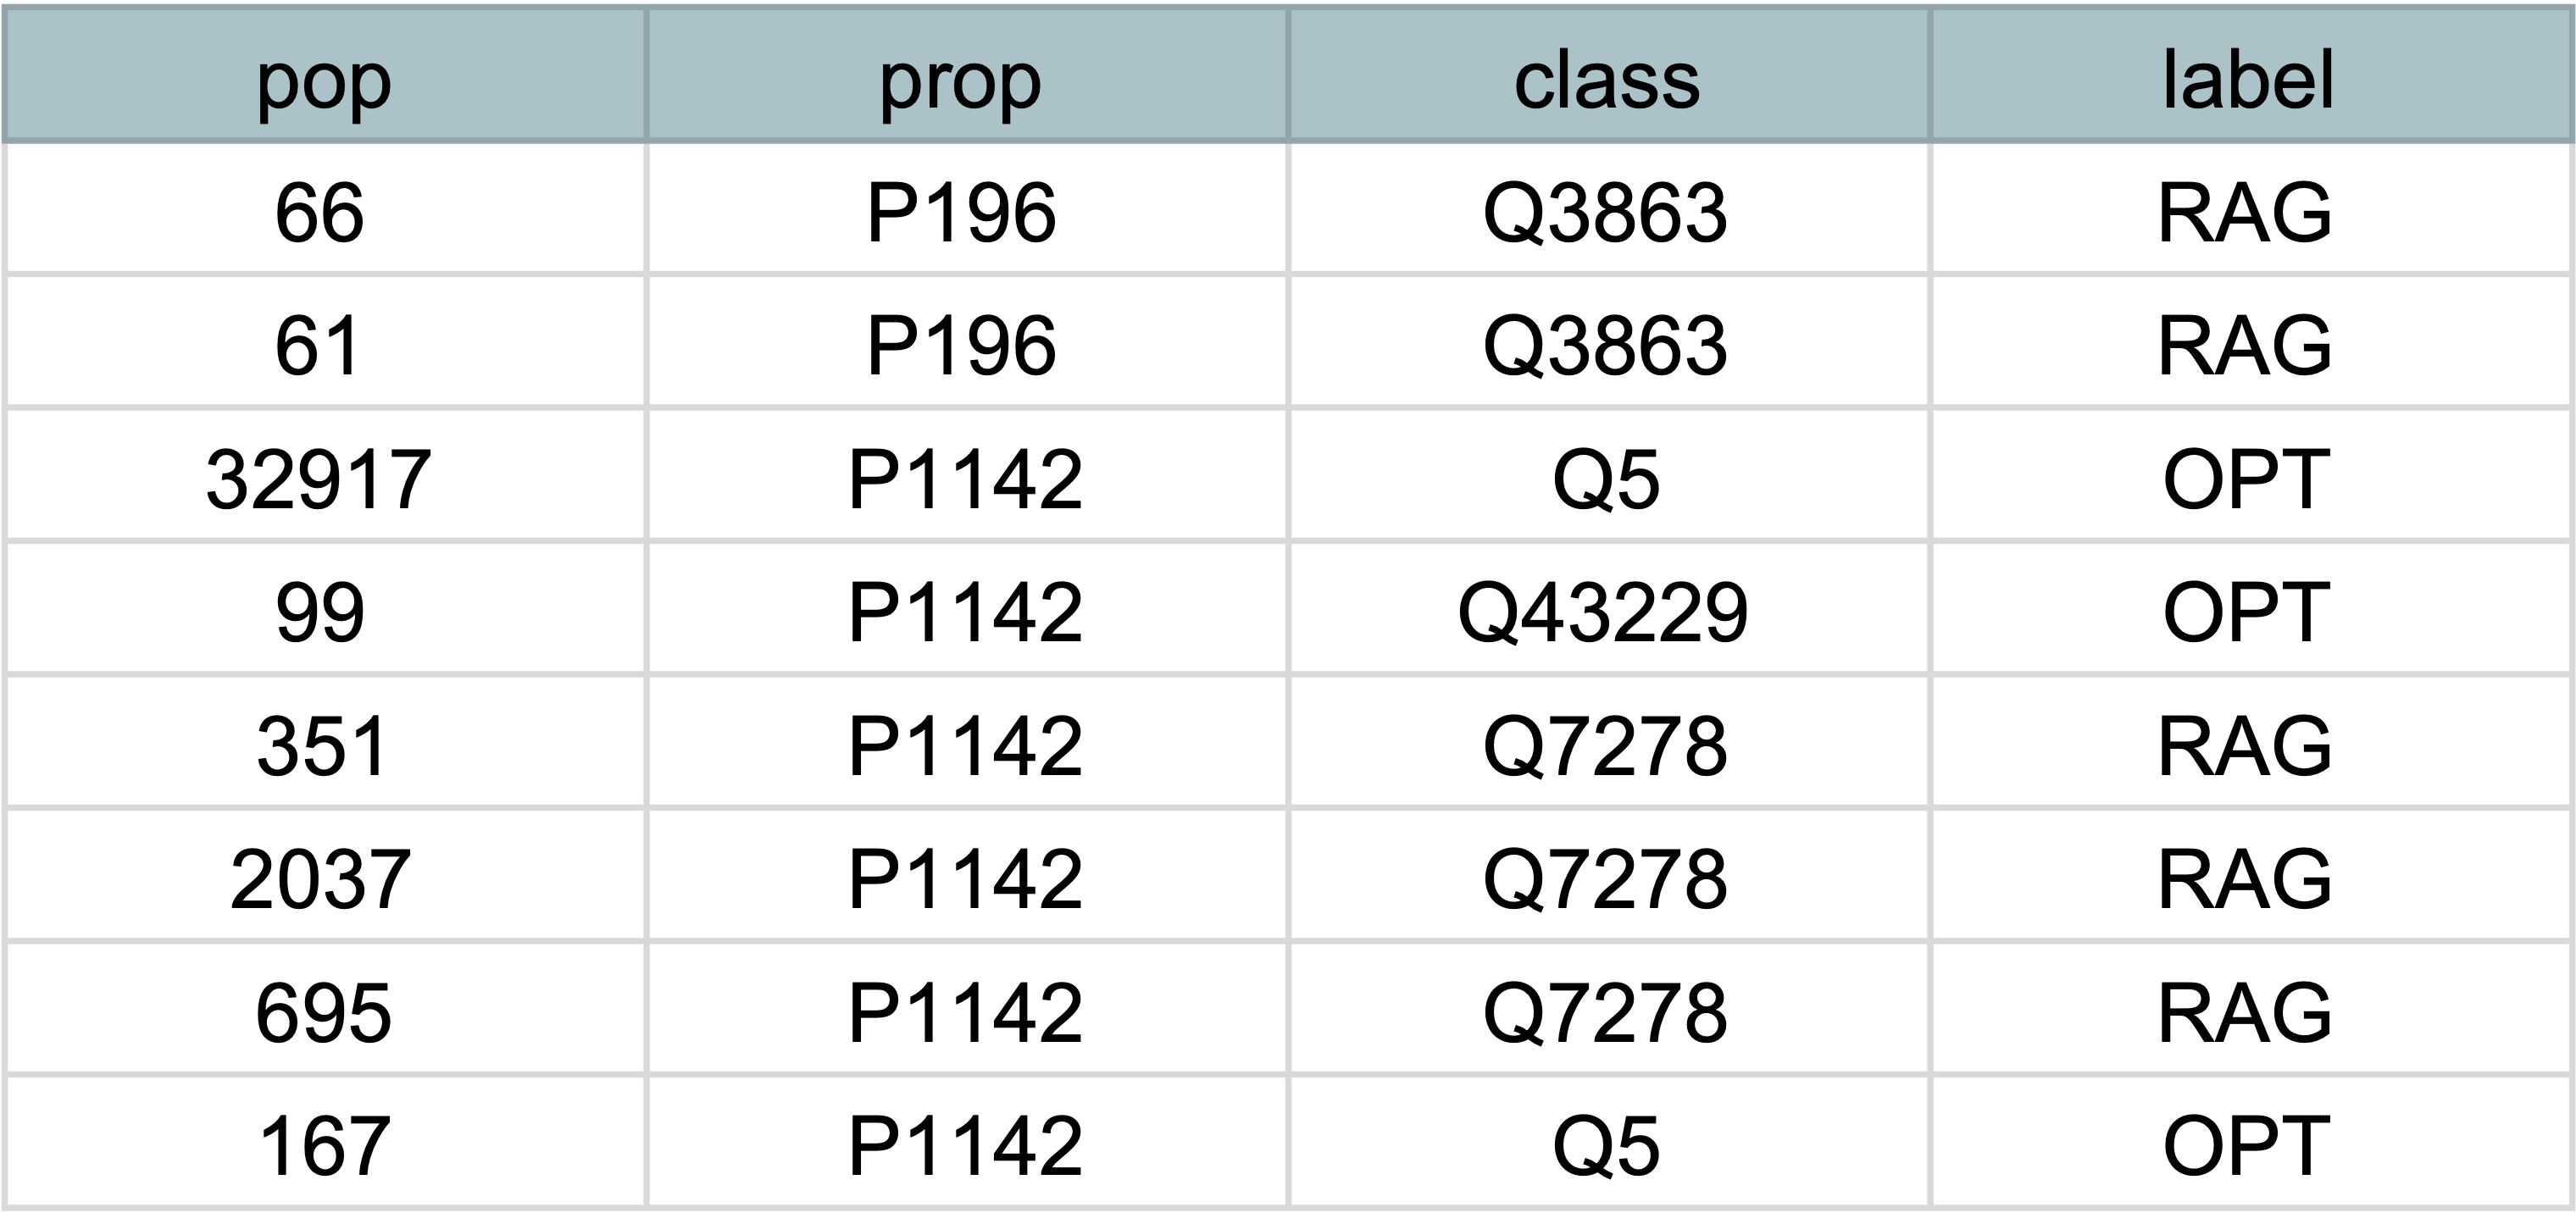 pop prop class label
66 P196 Q3863 RAG
61 P196 Q3863 RAG
32917 P1142 Q5 OPT
99 P1142 Q43229 OPT
351 P1142 Q7278 RAG
2037 P1142 Q7278 RAG
695 P1142 Q7278 RAG
167 P1142 Q5 OPT